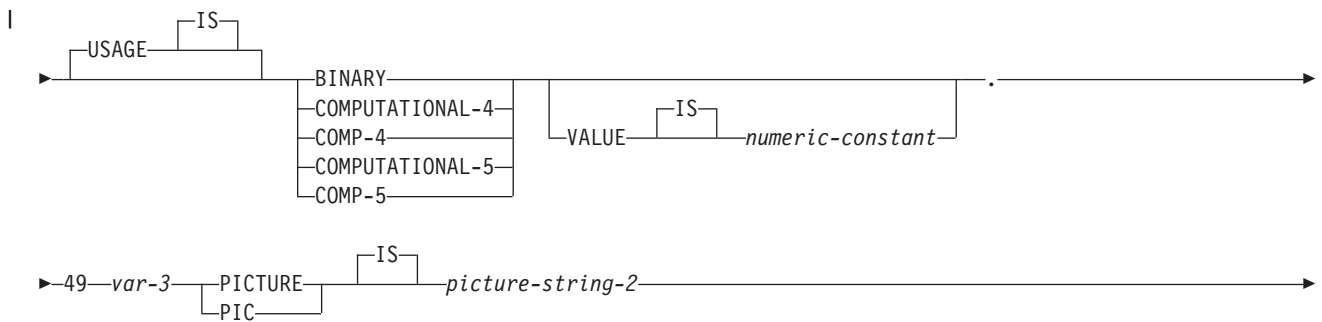 IS
USAGE
BINARY .
COMPUTATIONAL-4 IS
COMP-4 VALUE numeric-constant
COMPUTATIONAL-5
COMP-5
IS
49 var-3 PICTURE picture-string-2
PIC